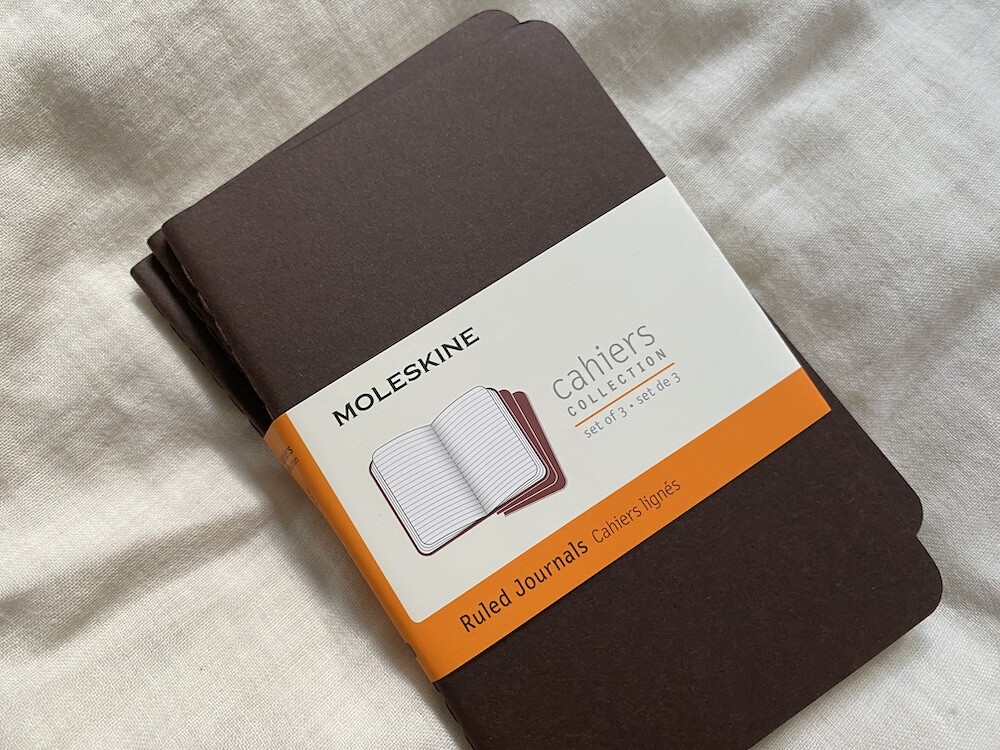 MOLESKINE
cahiers
COLLECTION
set of 3 • set de 3
Ruled Journals Cahiers lignés